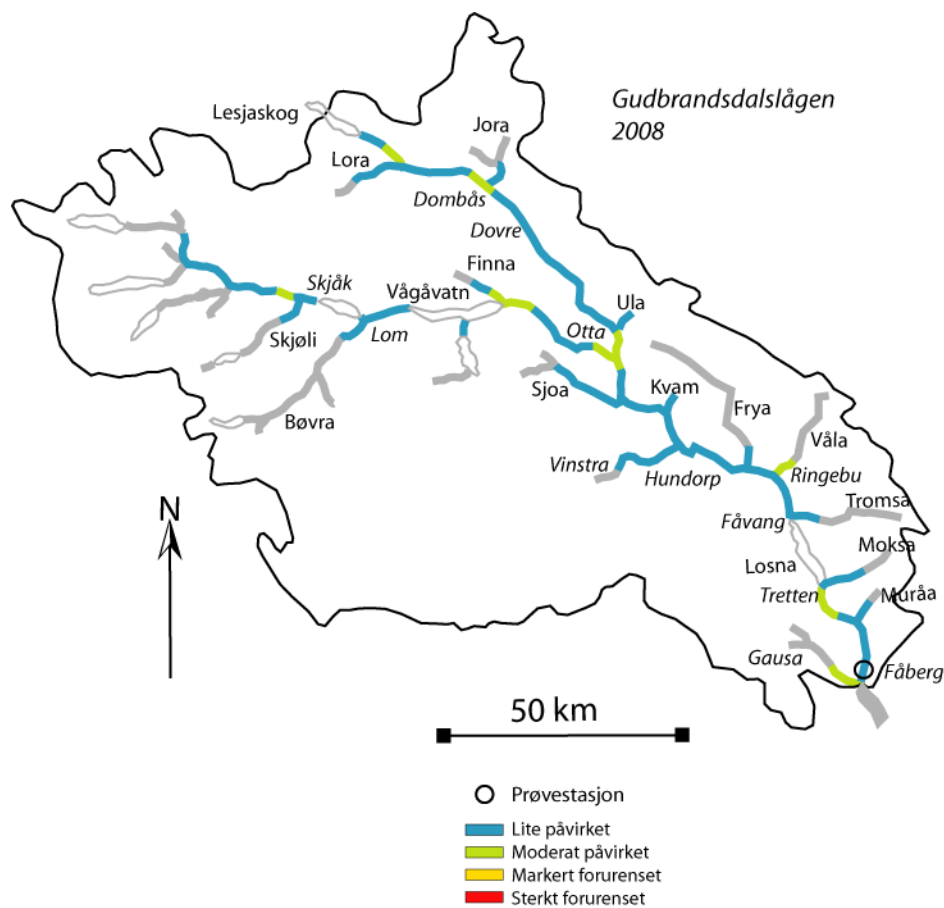 Gudbrandsdalslågen
2008
Lesjaskog
Jora
Lora
Dombås
Dovre
Finna
Skjåk
Vågåvatn
Ula
Otta
Lom
Skjøli
Sjoa
Kvam
Frya
Bøvra
Våla
Vinstra
Hundorp
Ringebu
Tromsa
Fåvang
Moksa
Losna
Tretten
Muråa
Gausa
Fåberg
N
50 km
Prøvestasjon
Lite påvirket
Moderat påvirket
Markert forurenset
Sterkt forurenset